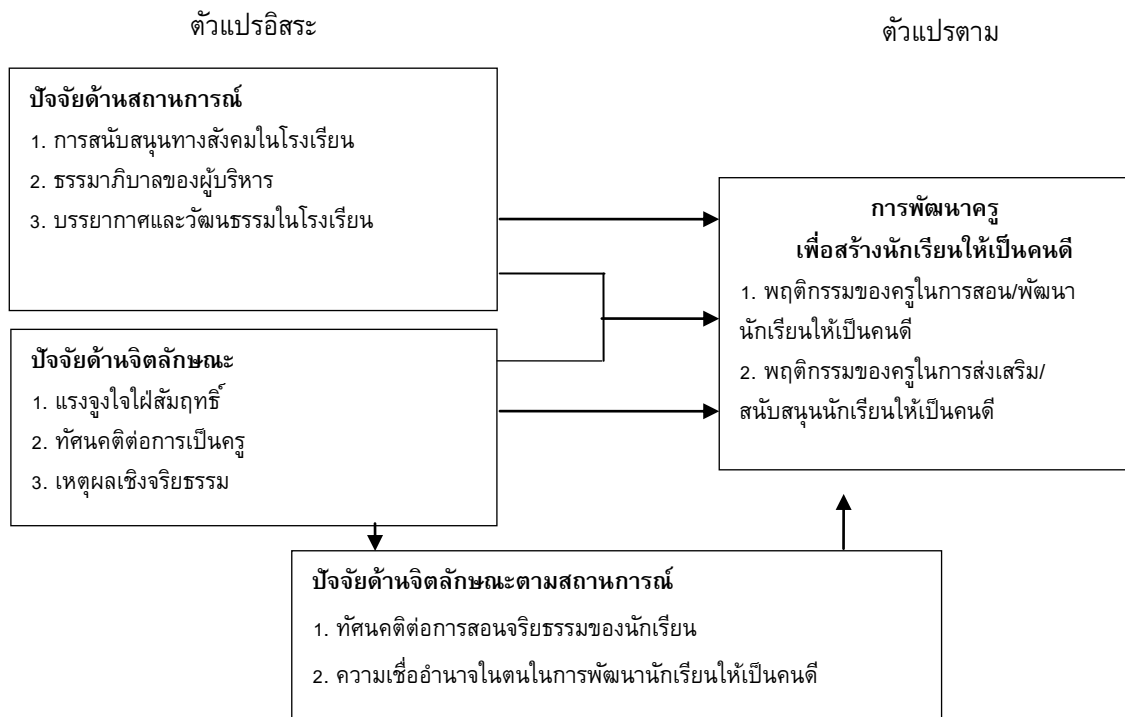 ตัวแปรอิสระ
ตัวแปรตาม
ปัจจัยด้านสถานการณ์
1. การสนับสนุนทางสังคมในโรงเรียน
2. ธรรมาภิบาลของผู้บริหาร
3. บรรยากาศและวัฒนธรรมในโรงเรียน
การพัฒนาครู
เพื่อสร้างนักเรียนให้เป็นคนดี
1. พฤติกรรมของครูในการสอน/พัฒนา
นักเรียนให้เป็นคนดี
2. พฤติกรรมของครูในการส่งเสริม/
สนับสนุนนักเรียนให้เป็นคนดี
ปัจจัยด้านจิตลักษณะ
1. แรงจูงใจใฝ่สัมฤทธิ์
2. ทัศนคติต่อการเป็นครู
3. เหตุผลเชิงจริยธรรม
ปัจจัยด้านจิตลักษณะตามสถานการณ์
1. ทัศนคติต่อการสอนจริยธรรมของนักเรียน
2. ความเชื่ออำนาจในตนในการพัฒนานักเรียนให้เป็นคนดี